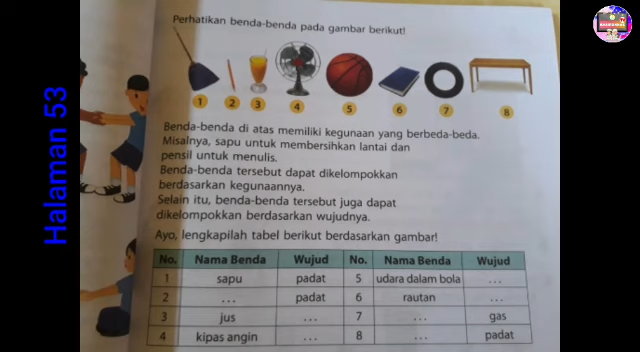 Halaman 53
Perhatikan benda-benda pada gambar berikut!
1 2 3 4 5 6 7 8
Benda-benda di atas memiliki kegunaan yang berbeda-beda.
Misalnya, sapu untuk membersihkan lantai dan
pensil untuk menulis.
Benda-benda tersebut dapat dikelompokkan
berdasarkan kegunaannya.
Selain itu, benda-benda tersebut juga dapat
dikelompokkan berdasarkan wujudnya.
Ayo, lengkapilah tabel berikut berdasarkan gambar!
No. Nama Benda Wujud No. Nama Benda Wujud
1 sapu padat 5 udara dalam bola ...
2 ... padat 6 rautan ...
3 jus ... 7 ... gas
4 kipas angin ... 8 ... padat